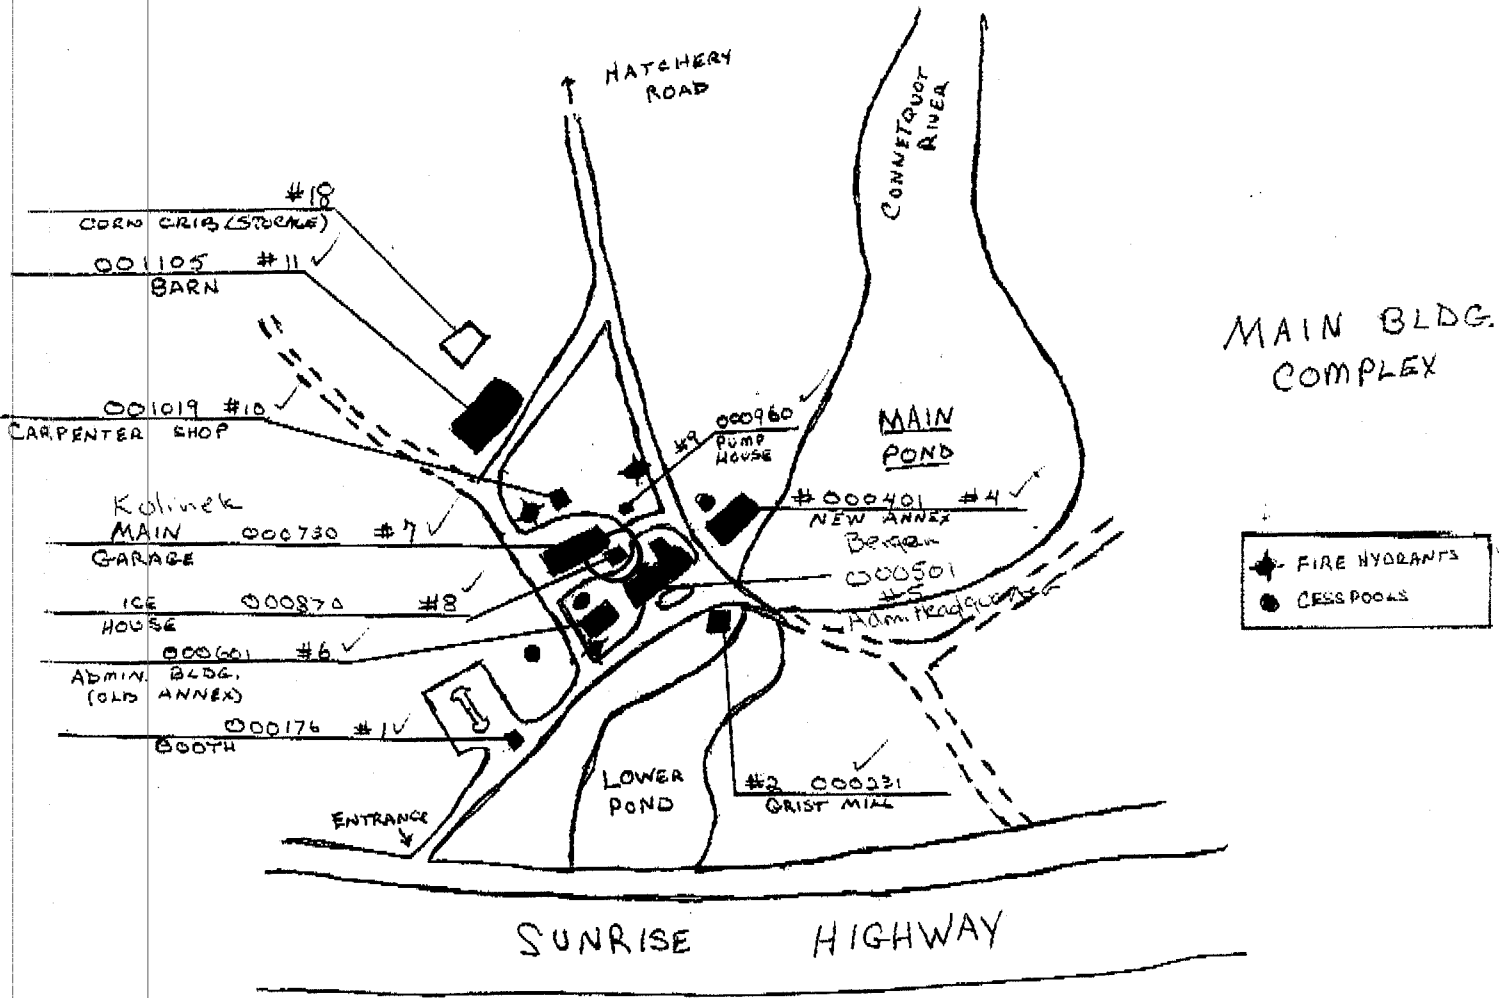 HATCHERY
ROAD
CONNETQUOT
RIVER
#18
CORN CRIB (STORAGE)
001105 #11
BARN
MAIN BLDG.
COMPLEX
001019 #10
CARPENTER SHOP
#9 000960
PUMP
HOUSE
MAIN
POND
Kolinek
MAIN 000730 #7
GARAGE
#000401 #4
NEW ANNEX
Bergen
000501
#5
Adm. Headquarters
FIRE HYDRANTS
CESSPOOLS
ICE 000870 #8
HOUSE
000601 #6
ADMIN. BLDG.
(OLD ANNEX)
000176 #1
BOOTH
LOWER
POND
#2 000231
GRIST MILL
ENTRANCE
SUNRISE HIGHWAY